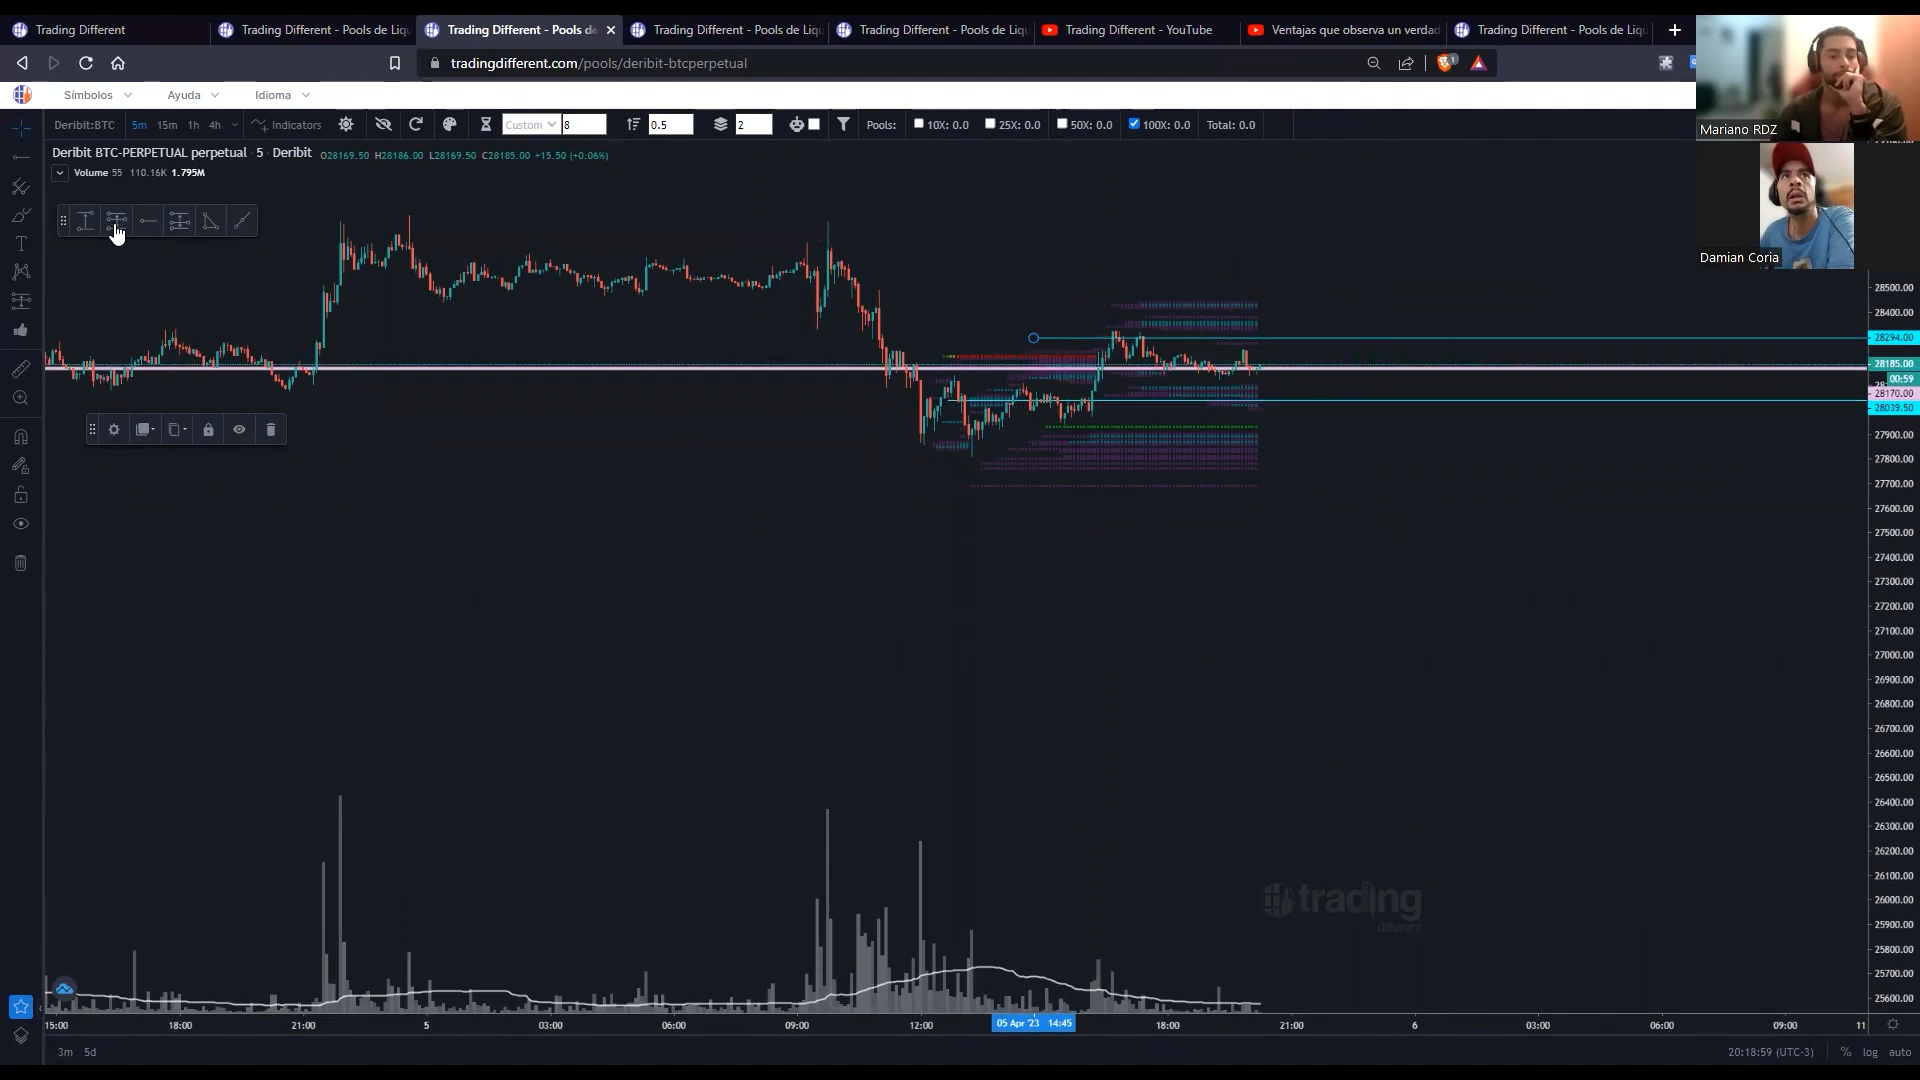 Trading Different
Trading Different - Pools de Liqu
Trading Different - Pools de
Trading Different - Pools de Liqu
Trading Different - Pools de Liqu
Trading Different - YouTube
Ventajas que observa un verdad
Trading Different - Pools de Liqu
tradingdifferent.com/pools/deribit-btcperpetual
1
Símbolos
Ayuda
Idioma
Deribit:BTC
5m
15m
1h
4h
Indicators
Custom
8
0.5
2
Pools:
10X: 0.0
25X: 0.0
50X: 0.0
100X: 0.0
Total: 0.0
Mariano RDZ
Damian Coria
Deribit BTC-PERPETUAL perpetual · 5 · Deribit
O28169.50 H28186.00 L28169.50 C28185.00 +15.50 (+0.06%)
Volume 55 110.16K 1.795M
28500.00
28400.00
28294.00
28185.00
00:59
28170.00
28039.50
27900.00
27800.00
27700.00
27600.00
27500.00
27400.00
27300.00
27200.00
27100.00
27000.00
26900.00
26800.00
26700.00
26600.00
26500.00
26400.00
26300.00
26200.00
26100.00
26000.00
25900.00
25800.00
25700.00
25600.00
trading
different
15:00
18:00
21:00
5
03:00
06:00
09:00
12:00
05 Apr '23 14:45
18:00
21:00
6
03:00
06:00
09:00
11
3m
5d
20:18:59 (UTC-3)
%
log
auto